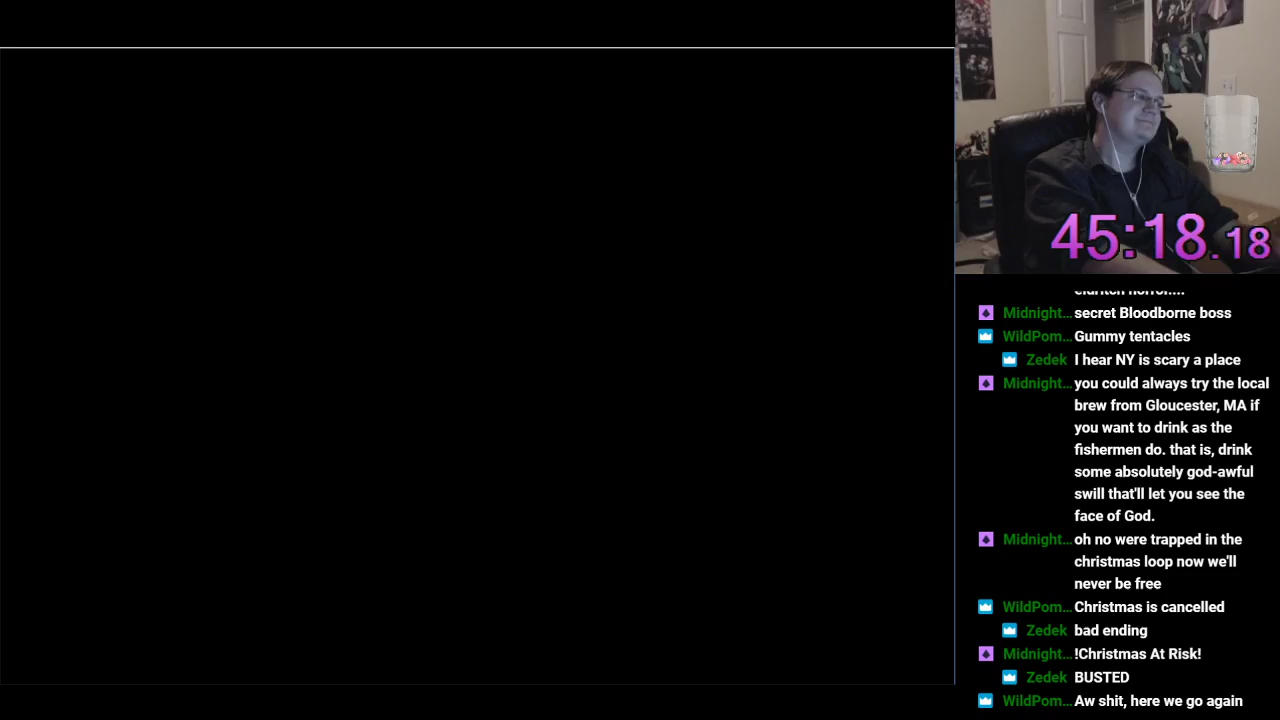 45:18.18
eldritch horror....
Midnight... secret Bloodborne boss
WildPom... Gummy tentacles
Zedek I hear NY is scary a place
Midnight... you could always try the local
brew from Gloucester, MA if
you want to drink as the
fishermen do. that is, drink
some absolutely god-awful
swill that'll let you see the
face of God.
Midnight... oh no were trapped in the
christmas loop now we'll
never be free
WildPom... Christmas is cancelled
Zedek bad ending
Midnight... !Christmas At Risk!
Zedek BUSTED
WildPom... Aw shit, here we go again